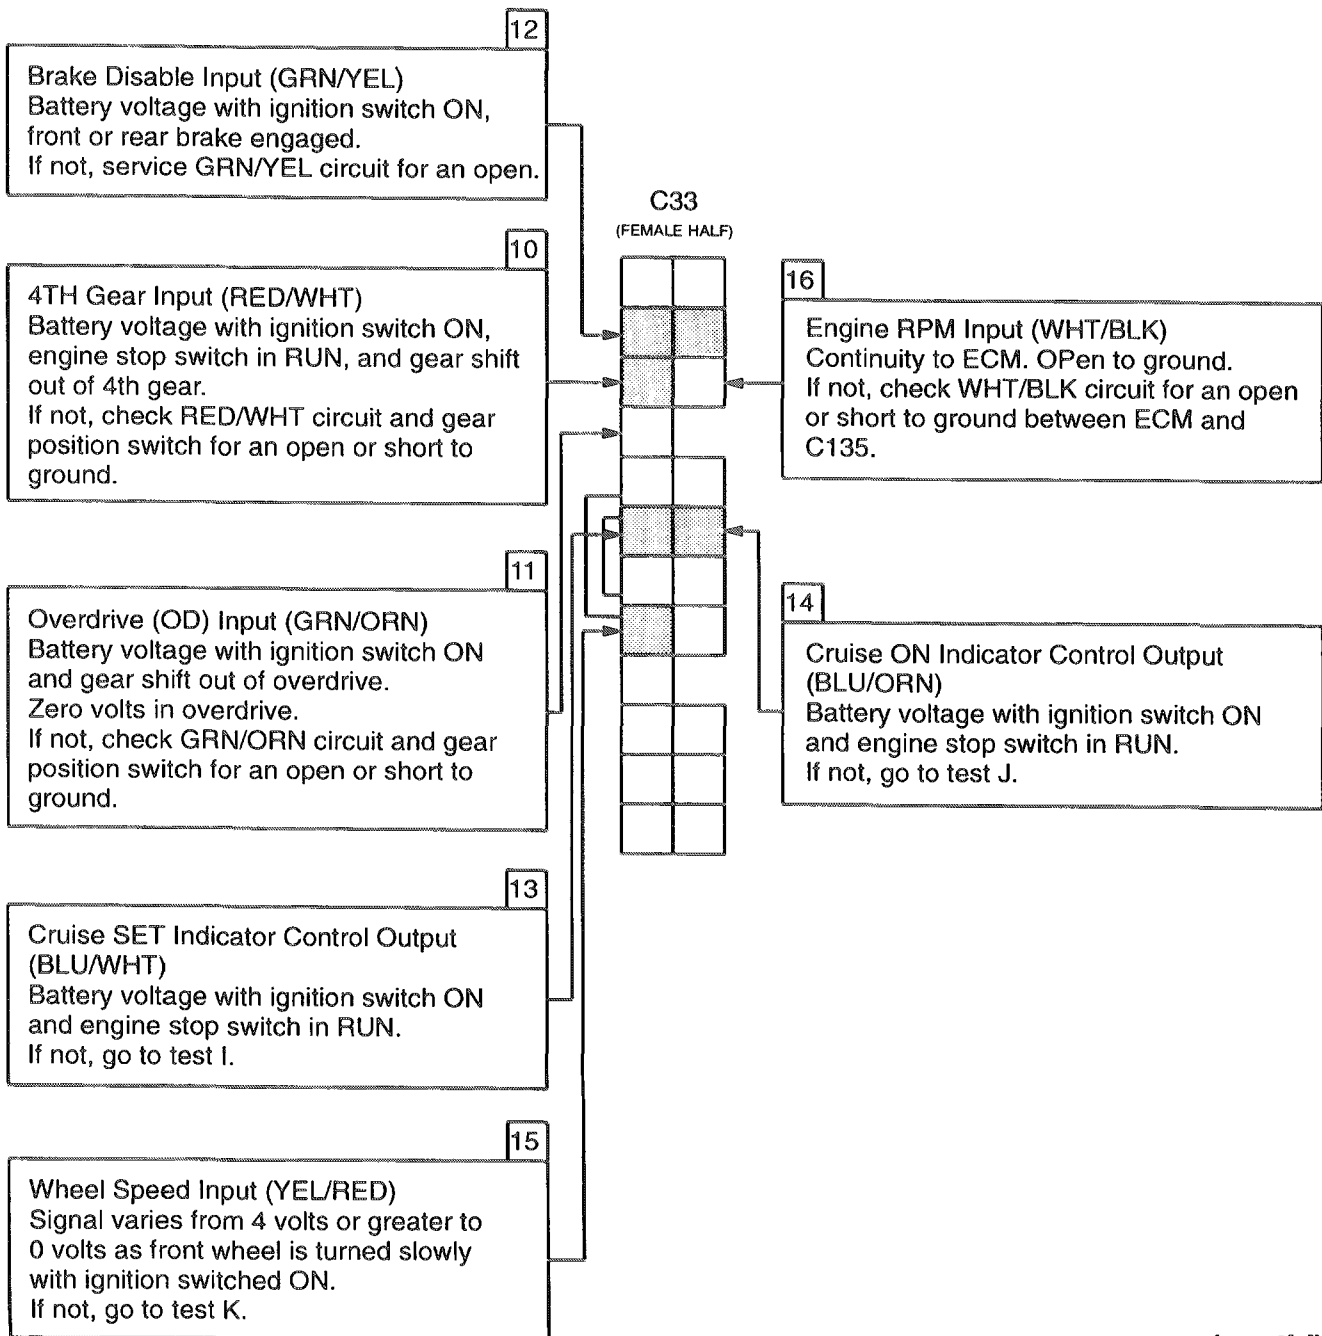 12
Brake Disable Input (GRN/YEL)
Battery voltage with ignition switch ON,
front or rear brake engaged.
If not, service GRN/YEL circuit for an open.
C33
(FEMALE HALF)
10
4TH Gear Input (RED/WHT)
Battery voltage with ignition switch ON,
engine stop switch in RUN, and gear shift
out of 4th gear.
If not, check RED/WHT circuit and gear
position switch for an open or short to
ground.
16
Engine RPM Input (WHT/BLK)
Continuity to ECM. OPen to ground.
If not, check WHT/BLK circuit for an open
or short to ground between ECM and
C135.
11
Overdrive (OD) Input (GRN/ORN)
Battery voltage with ignition switch ON
and gear shift out of overdrive.
Zero volts in overdrive.
If not, check GRN/ORN circuit and gear
position switch for an open or short to
ground.
14
Cruise ON Indicator Control Output
(BLU/ORN)
Battery voltage with ignition switch ON
and engine stop switch in RUN.
If not, go to test J.
13
Cruise SET Indicator Control Output
(BLU/WHT)
Battery voltage with ignition switch ON
and engine stop switch in RUN.
If not, go to test I.
15
Wheel Speed Input (YEL/RED)
Signal varies from 4 volts or greater to
0 volts as front wheel is turned slowly
with ignition switched ON.
If not, go to test K.